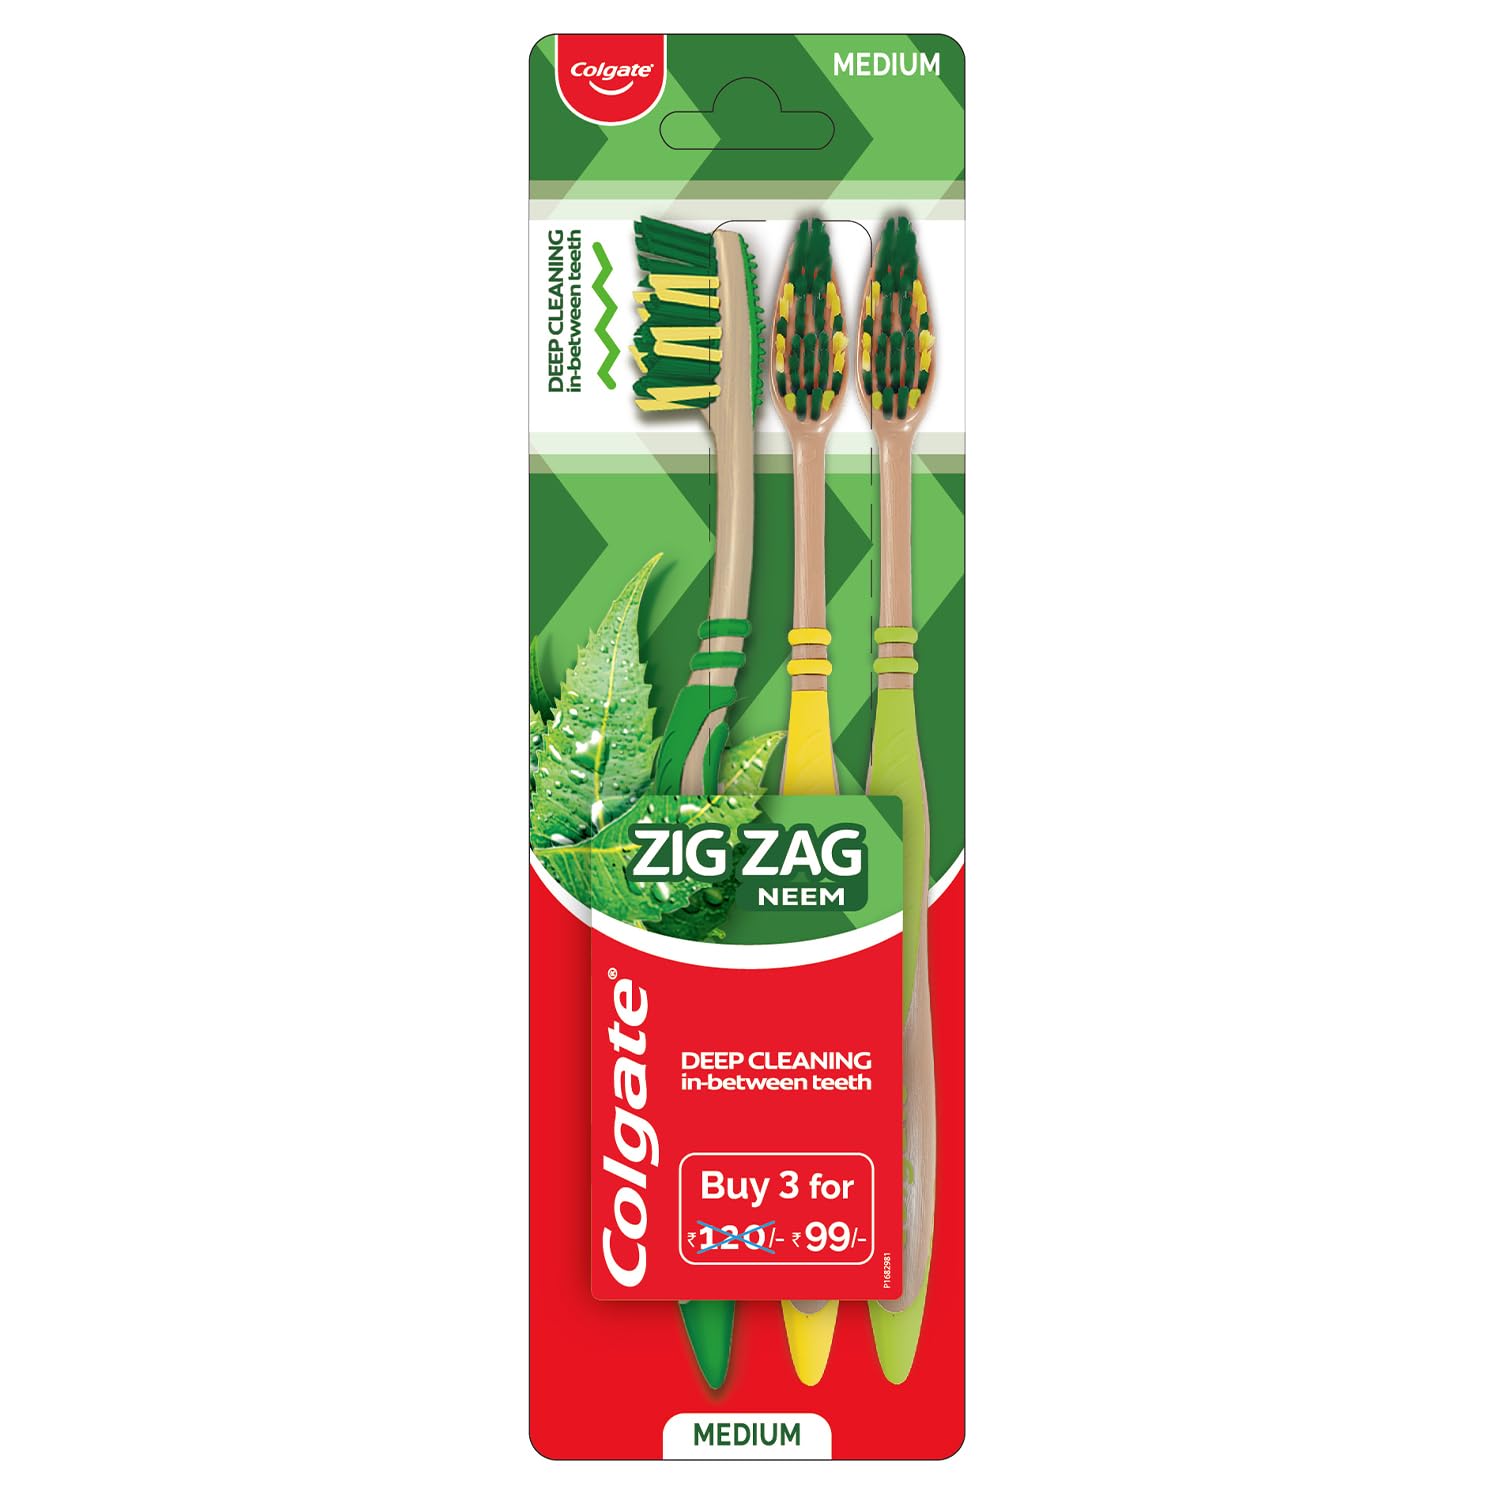 Colgate®
MEDIUM
DEEP CLEANING
in-between teeth
ZIG ZAG
NEEM
Colgate®
DEEP CLEANING
in-between teeth
Buy 3 for
₹120/- ₹99/-
P1682981
MEDIUM